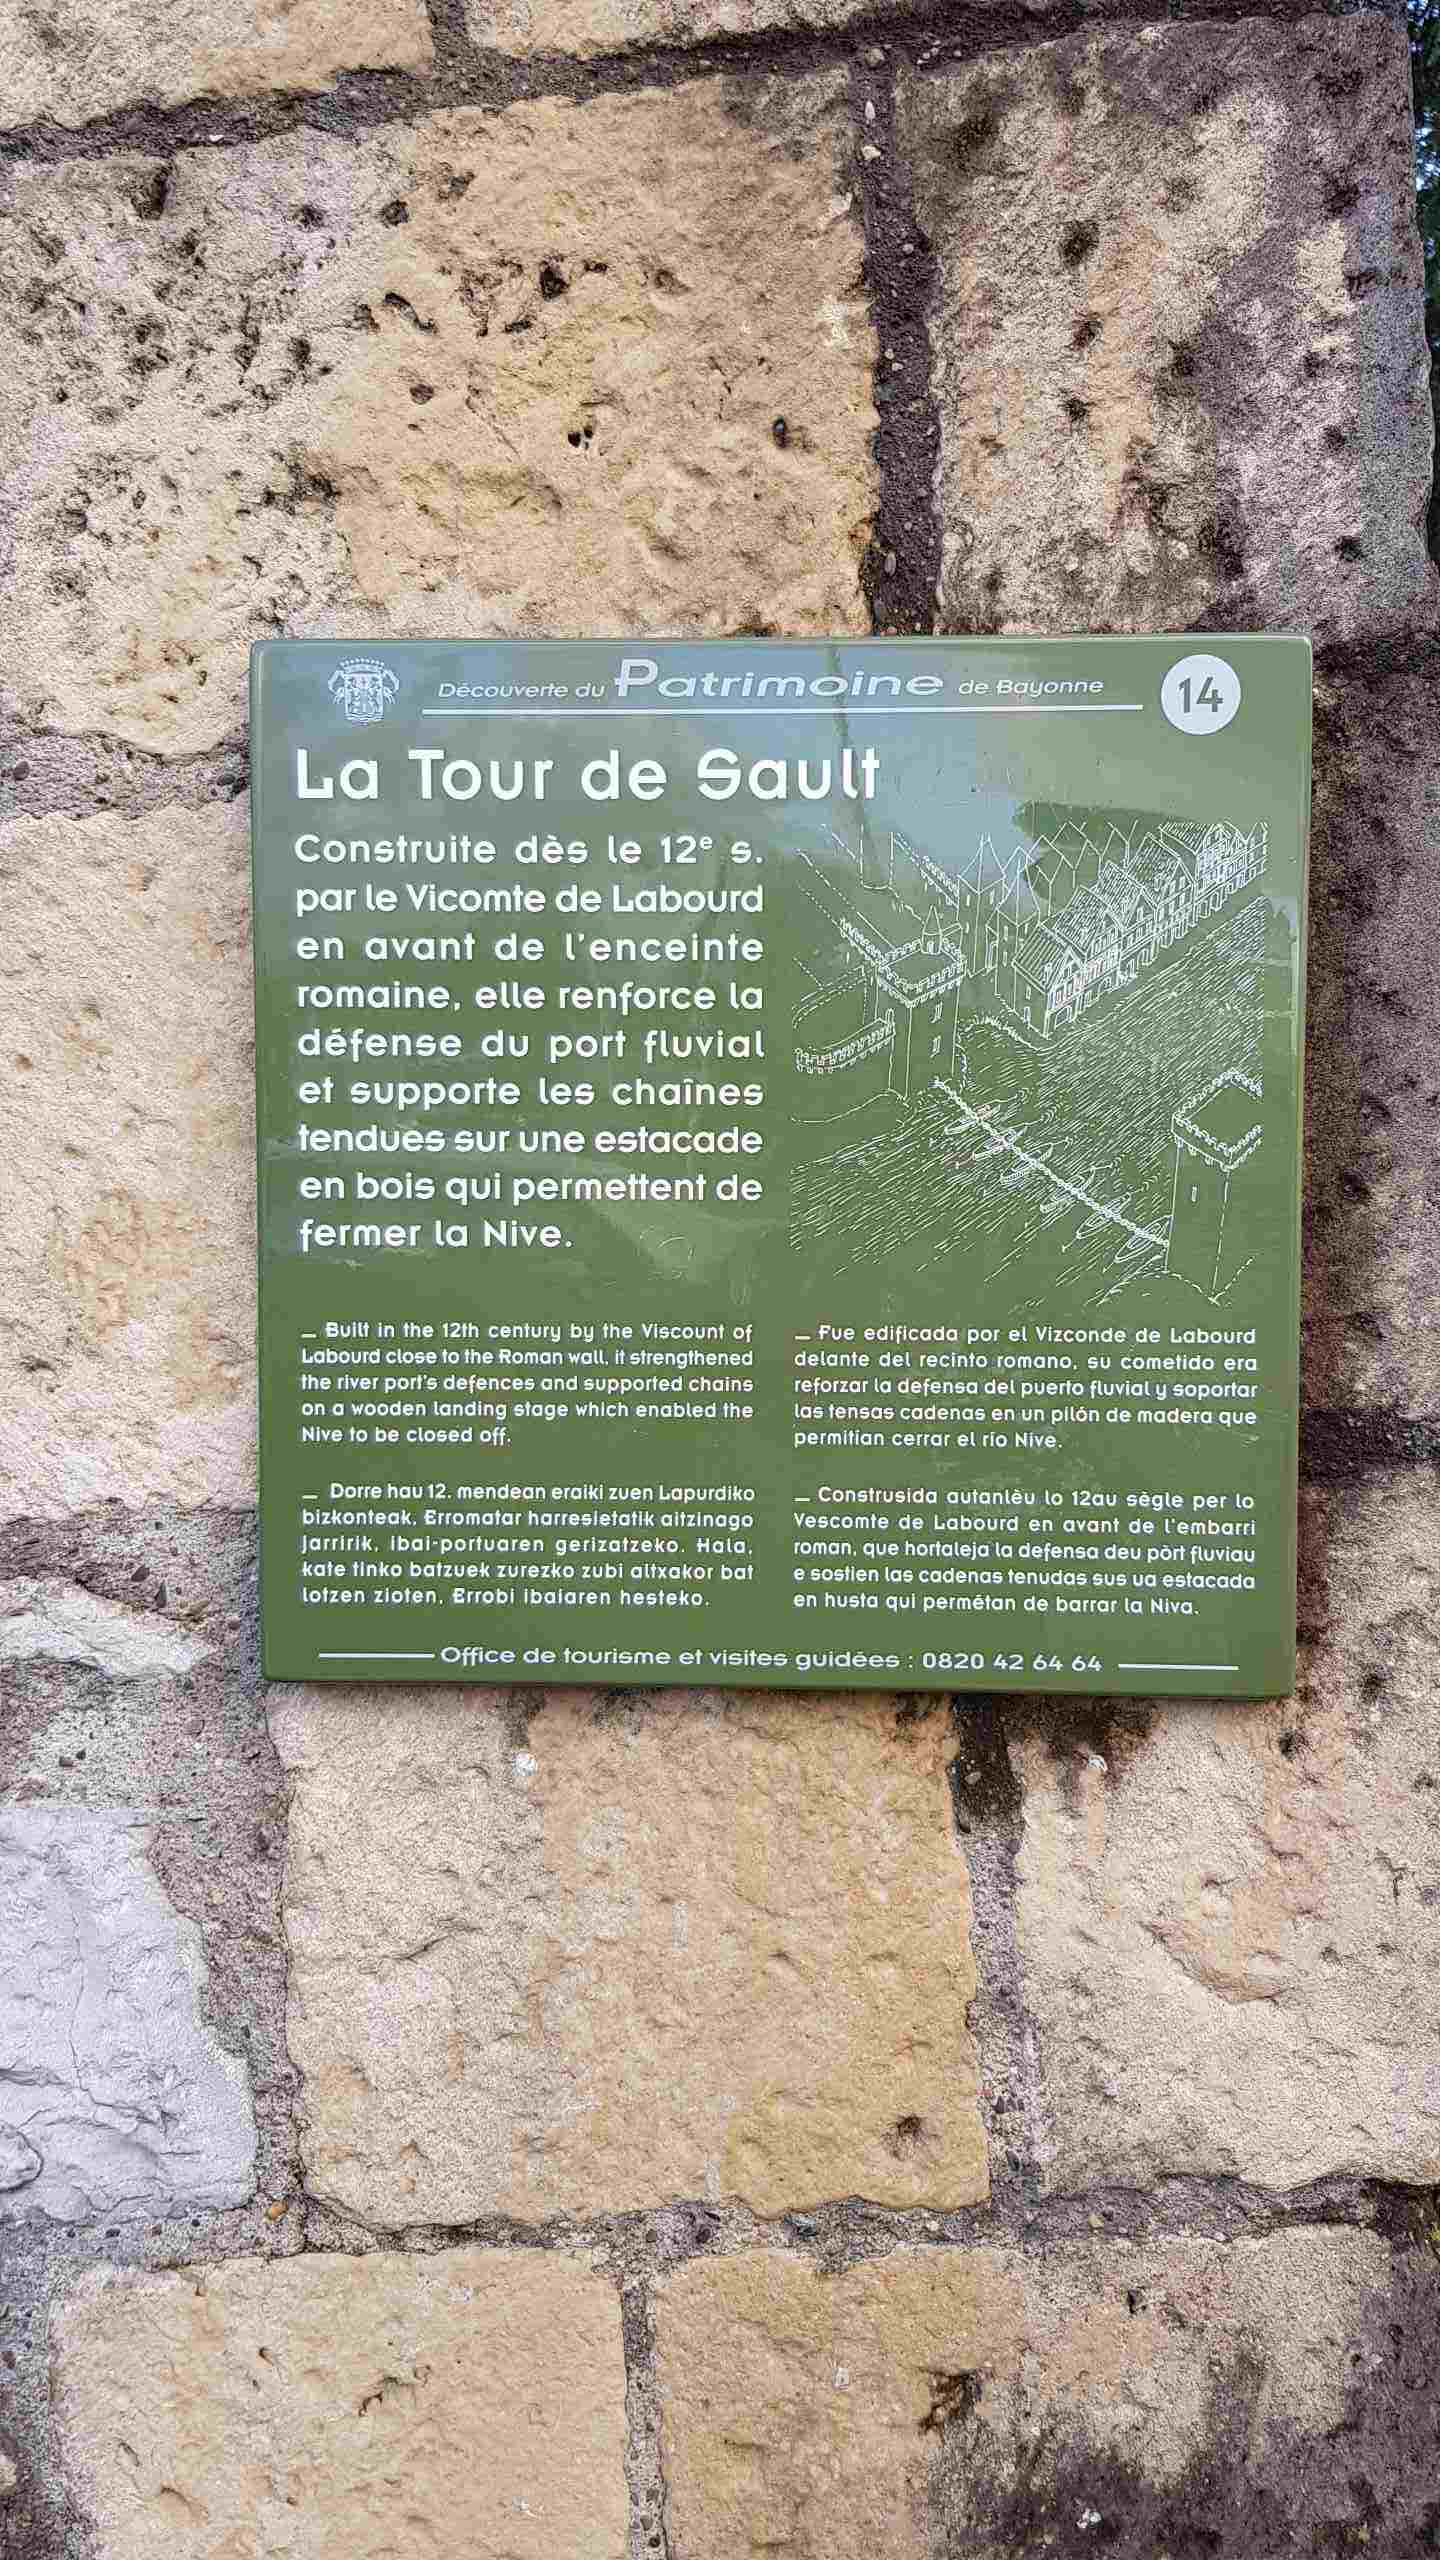 Découverte du Patrimoine de Bayonne
14
La Tour de Sault
Construite dès le 12e s.
par le Vicomte de Labourd
en avant de l'enceinte
romaine, elle renforce la
défense du port fluvial
et supporte les chaînes
tendues sur une estacade
en bois qui permettent de
fermer la Nive.
_ Built in the 12th century by the Viscount of
Labourd close to the Roman wall, it strengthened
the river port's defences and supported chains
on a wooden landing stage which enabled the
Nive to be closed off.
_ Fue edificada por el Vizconde de Labourd
delante del recinto romano, su cometido era
reforzar la defensa del puerto fluvial y soportar
las tensas cadenas en un pilón de madera que
permitían cerrar el río Nive.
_ Dorre hau 12. mendean eraiki zuen Lapurdiko
bizkonteak, Erromatar harresietatik aitzinago
jarririk, ibai-portuaren gerizatzeko. Hala,
kate tinko batzuek zurezko zubi altxakor bat
lotzen zioten, Errobi ibaiaren hesteko.
_ Construsida autanlèu lo 12au sègle per lo
Vescomte de Labourd en avant de l'embarri
roman, que hortaleja la defensa deu pòrt fluviau
e sostien las cadenas tenudas sus ua estacada
en husta qui permétan de barrar la Niva.
Office de tourisme et visites guidées : 0820 42 64 64